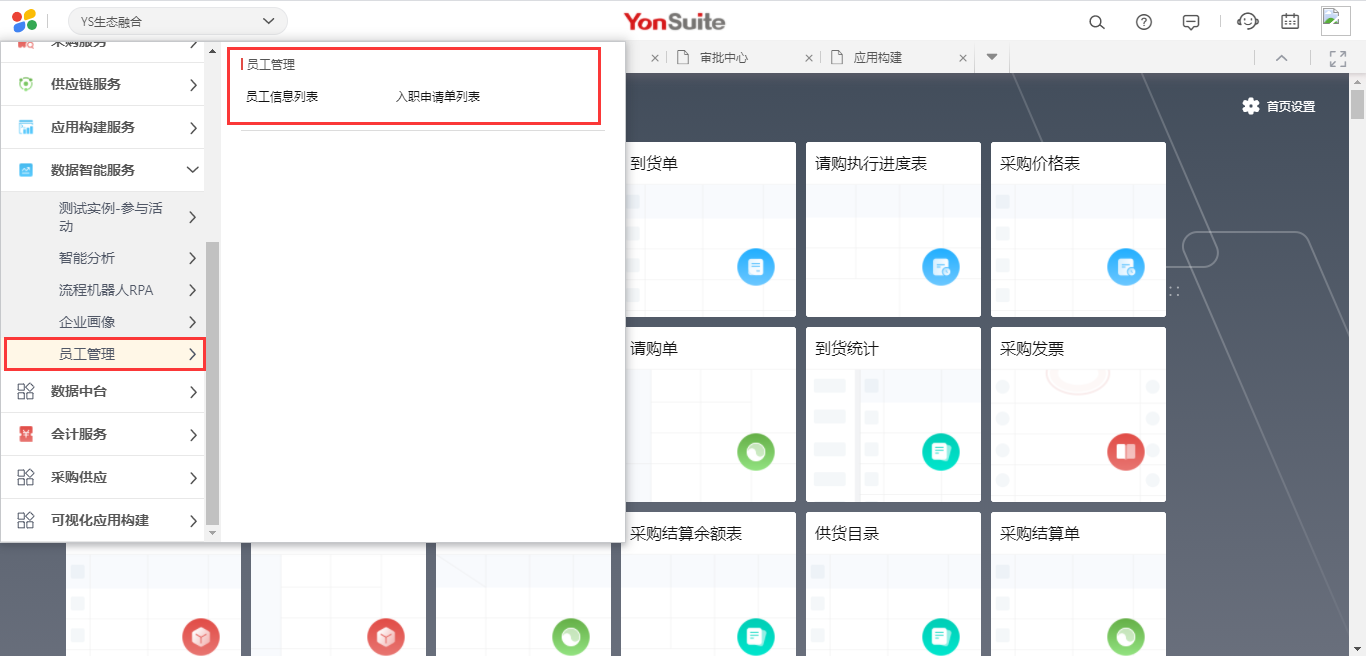 YS生态融合
YonSuite
采购服务
供应链服务
应用构建服务
数据智能服务
测试实例-参与活
动
智能分析
流程机器人RPA
企业画像
员工管理
数据中台
会计服务
采购供应
可视化应用构建
员工管理
员工信息列表
入职申请单列表
审批中心
应用构建
首页设置
到货单
请购执行进度表
采购价格表
请购单
到货统计
采购发票
采购结算余额表
供货目录
采购结算单